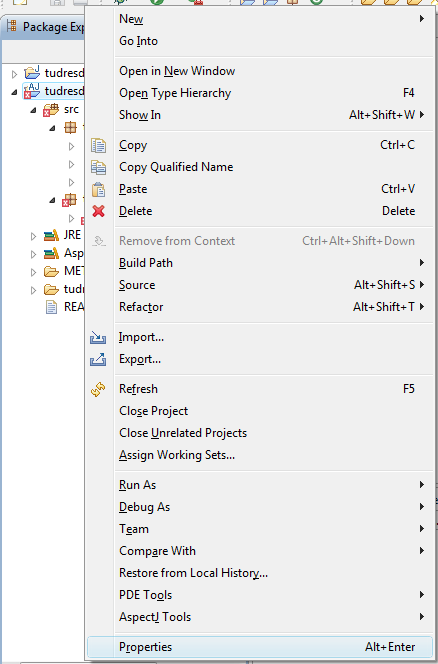 Package Exp
New
Go Into
Open in New Window
Open Type Hierarchy F4
Show In Alt+Shift+W
Copy Ctrl+C
Copy Qualified Name
Paste Ctrl+V
Delete Delete
Remove from Context Ctrl+Alt+Shift+Down
Build Path
Source Alt+Shift+S
Refactor Alt+Shift+T
Import...
Export...
Refresh F5
Close Project
Close Unrelated Projects
Assign Working Sets...
Run As
Debug As
Team
Compare With
Restore from Local History...
PDE Tools
AspectJ Tools
Properties Alt+Enter
tudresd
tudresd
src
JRE
Asp
MET
tudr
REA